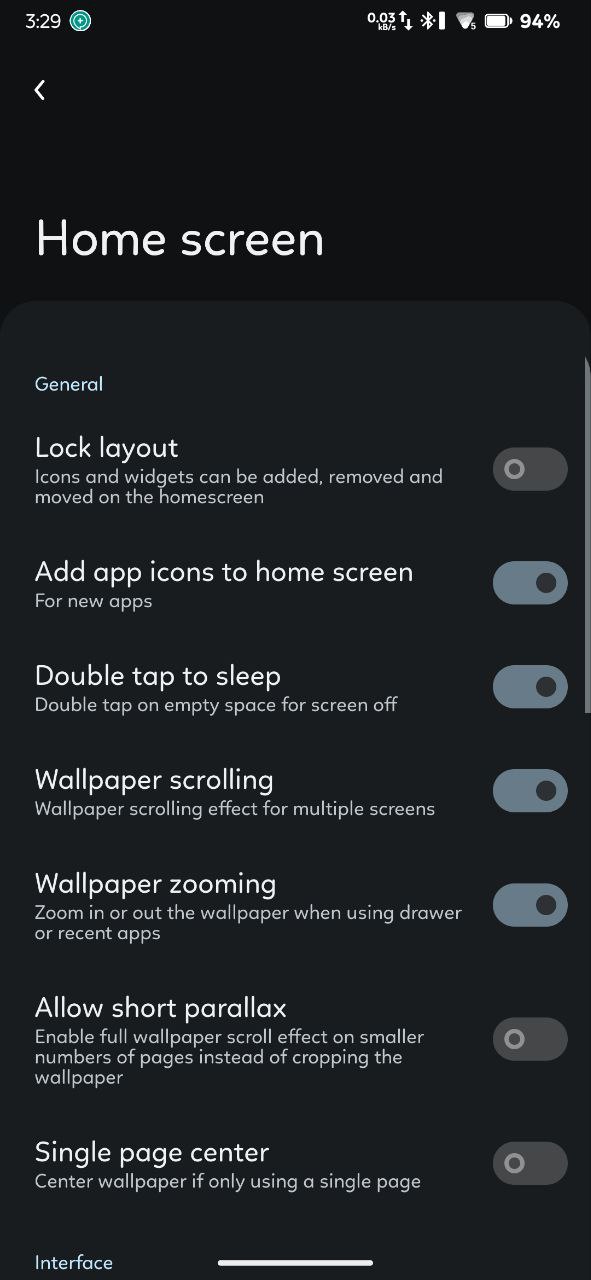 3:29
0.03 kB/s 5 94%
Home screen
General
Lock layout
Icons and widgets can be added, removed and
moved on the homescreen
Add app icons to home screen
For new apps
Double tap to sleep
Double tap on empty space for screen off
Wallpaper scrolling
Wallpaper scrolling effect for multiple screens
Wallpaper zooming
Zoom in or out the wallpaper when using drawer
or recent apps
Allow short parallax
Enable full wallpaper scroll effect on smaller
numbers of pages instead of cropping the
wallpaper
Single page center
Center wallpaper if only using a single page
Interface